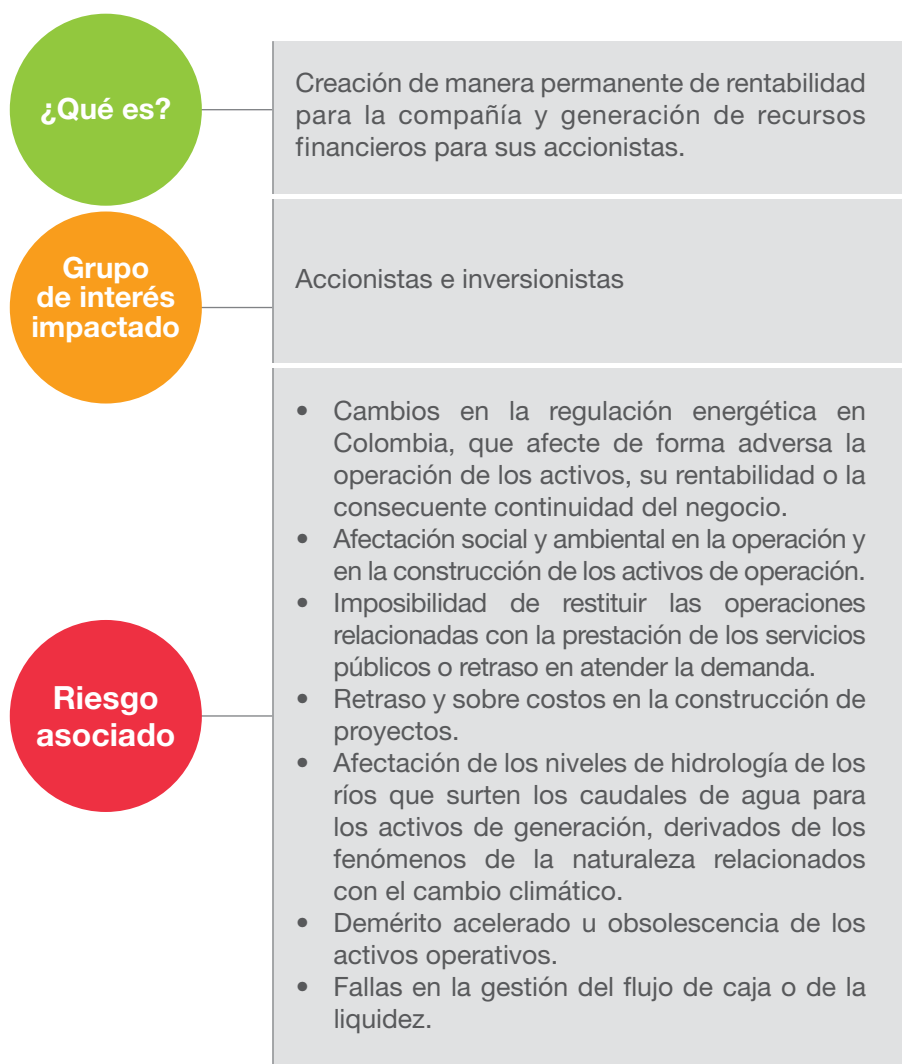 ¿Qué es?
Creación de manera permanente de rentabilidad
para la compañía y generación de recursos
financieros para sus accionistas.
Grupo
de interés
impactado
Accionistas e inversionistas
Riesgo
asociado
• Cambios en la regulación energética en
Colombia, que afecte de forma adversa la
operación de los activos, su rentabilidad o la
consecuente continuidad del negocio.
• Afectación social y ambiental en la operación y
en la construcción de los activos de operación.
• Imposibilidad de restituir las operaciones
relacionadas con la prestación de los servicios
públicos o retraso en atender la demanda.
• Retraso y sobre costos en la construcción de
proyectos.
• Afectación de los niveles de hidrología de los
ríos que surten los caudales de agua para
los activos de generación, derivados de los
fenómenos de la naturaleza relacionados
con el cambio climático.
• Demérito acelerado u obsolescencia de los
activos operativos.
• Fallas en la gestión del flujo de caja o de la
liquidez.